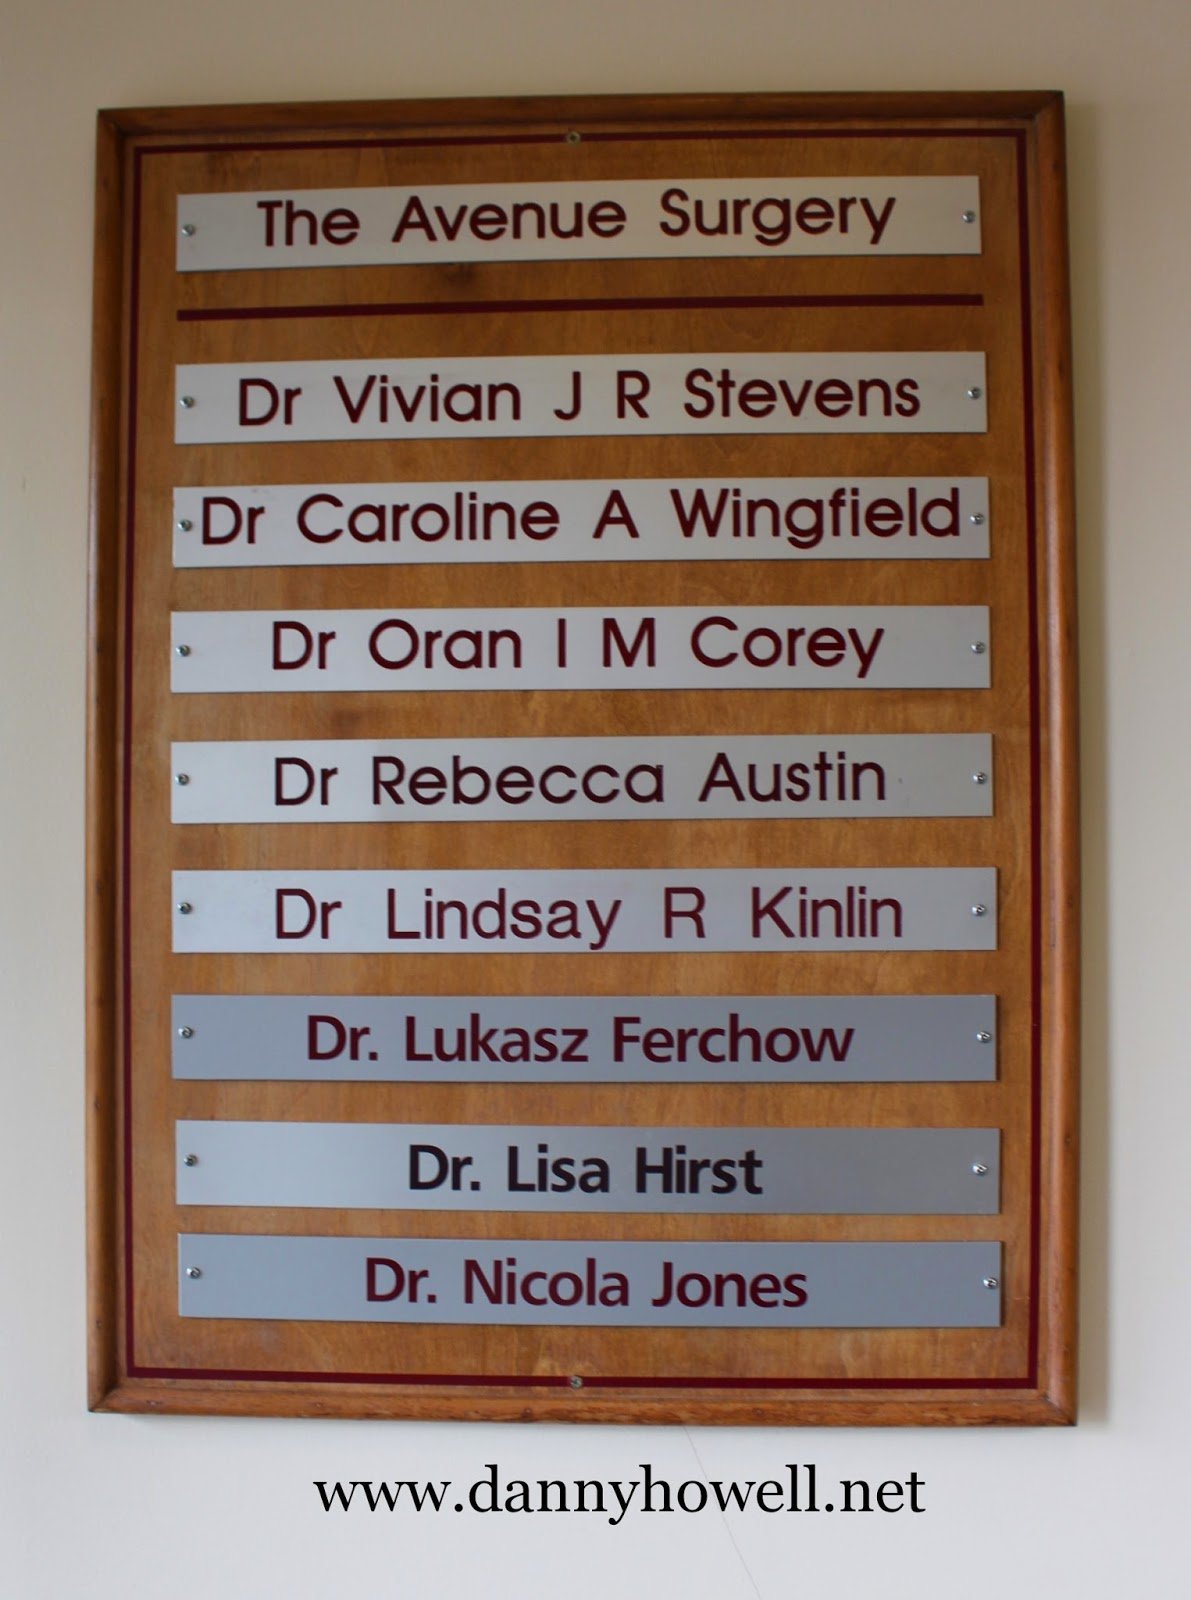 The Avenue Surgery
Dr Vivian J R Stevens
Dr Caroline A Wingfield
Dr Oran I M Corey
Dr Rebecca Austin
Dr Lindsay R Kinlin
Dr. Lukasz Ferchow
Dr. Lisa Hirst
Dr. Nicola Jones
www.dannyhowell.net